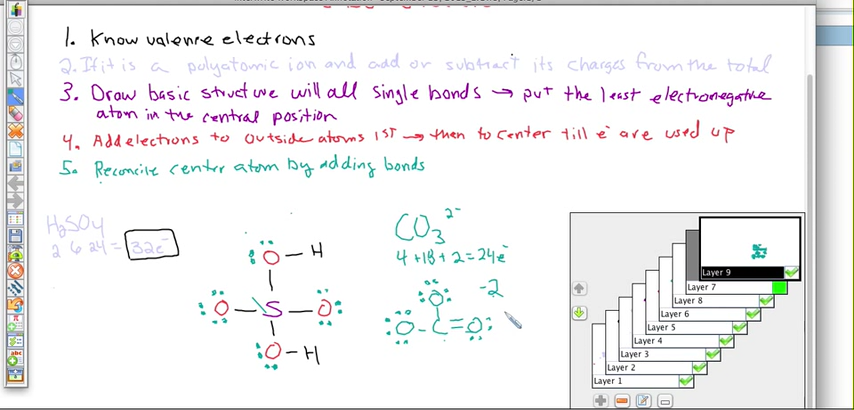 1. Know valence electrons
2. If it is a polyatomic ion and add or subtract its charges from the total
3. Draw basic structure will all single bonds → put the least electronegative
atom in the central position
4. Add electrons to outside atoms 1st → then to center till e⁻ are used up
5. Reconcile center atom by adding bonds
H₂SO₄
2 6 24 = 32e⁻
O - H
O - S - O
O - H
CO₃²⁻
4 + 18 + 2 = 24e⁻
-2
O
O - C = O
Layer 9
Layer 7
Layer 8
Layer 6
Layer 5
Layer 4
Layer 3
Layer 2
Layer 1
abc